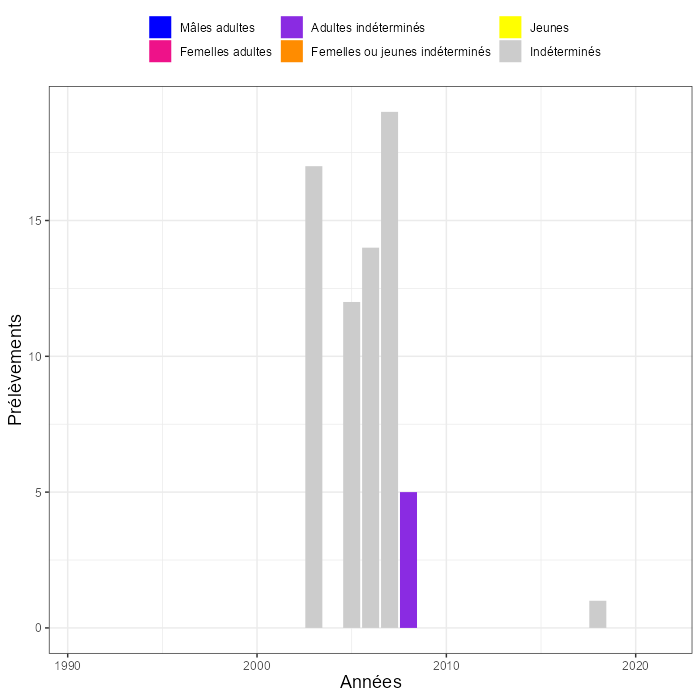 Mâles adultes
Adultes indéterminés
Jeunes
Femelles adultes
Femelles ou jeunes indéterminés
Indéterminés
Prélèvements
15
10
5
0
1990
2000
2010
2020
Années